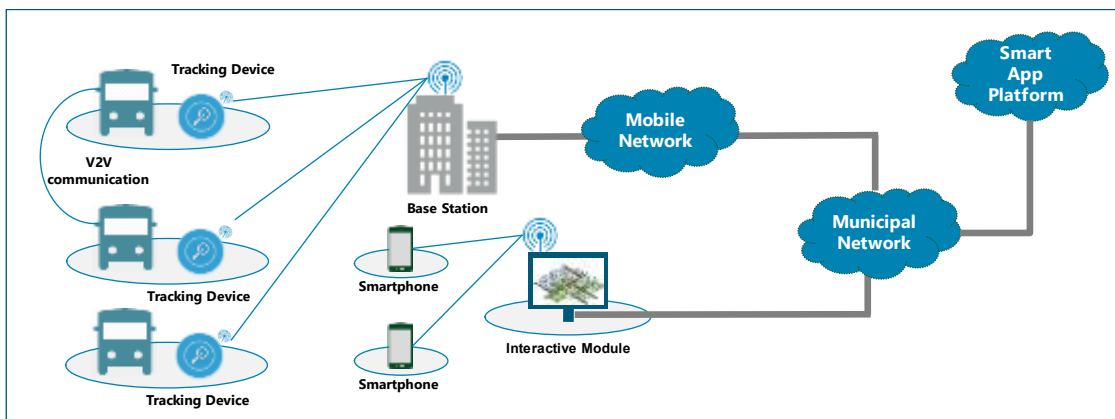 Tracking Device
V2V
communication
Tracking Device
Tracking Device
Base Station
Smartphone
Smartphone
Interactive Module
Mobile
Network
Municipal
Network
Smart
App
Platform